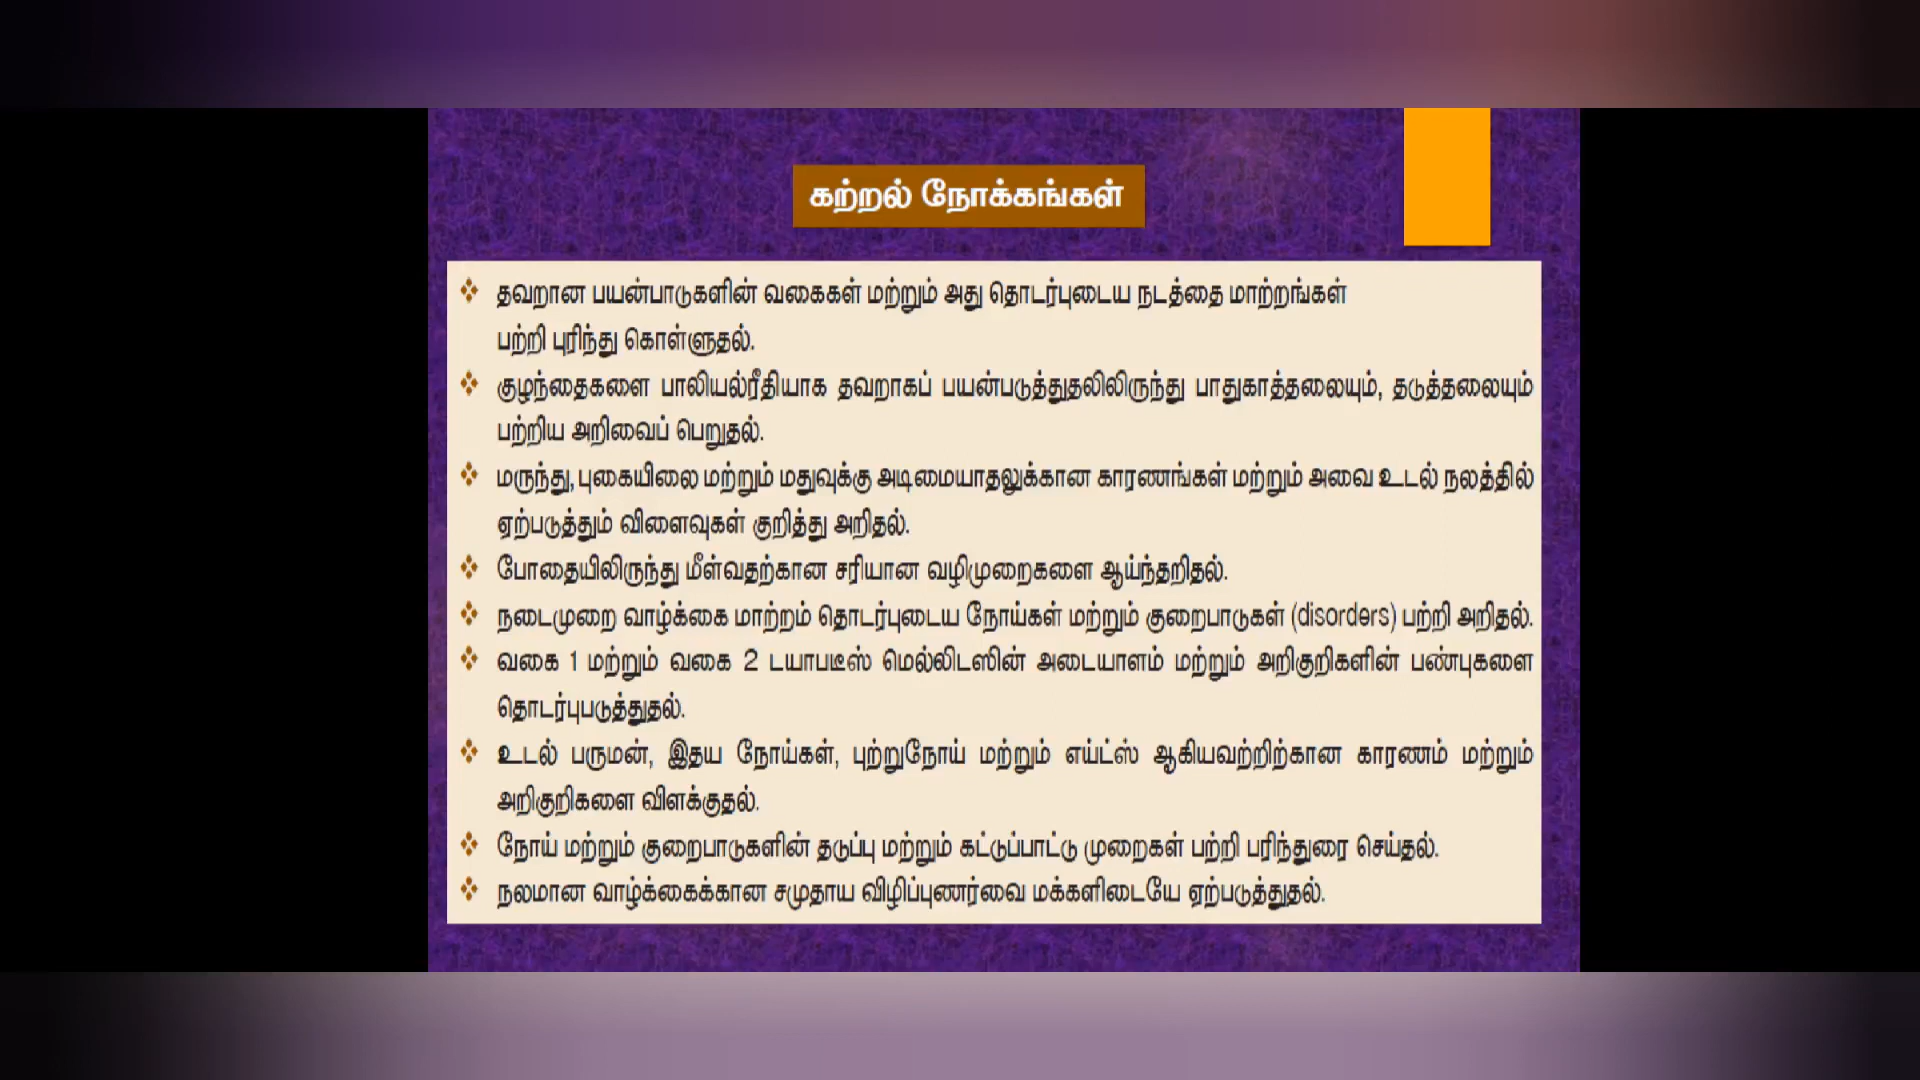 கற்றல் நோக்கங்கள்
❖ தவறான பயன்பாடுகளின் வகைகள் மற்றும் அது தொடர்புடைய நடத்தை மாற்றங்கள்
பற்றி புரிந்து கொள்ளுதல்.
❖ குழந்தைகளை பாலியல்ரீதியாக தவறாகப் பயன்படுத்துதலிலிருந்து பாதுகாத்தலையும், தடுத்தலையும்
பற்றிய அறிவைப் பெறுதல்.
❖ மருந்து, புகையிலை மற்றும் மதுவுக்கு அடிமையாதலுக்கான காரணங்கள் மற்றும் அவை உடல் நலத்தில்
ஏற்படுத்தும் விளைவுகள் குறித்து அறிதல்.
❖ போதையிலிருந்து மீள்வதற்கான சரியான வழிமுறைகளை ஆய்ந்தறிதல்.
❖ நடைமுறை வாழ்க்கை மாற்றம் தொடர்புடைய நோய்கள் மற்றும் குறைபாடுகள் (disorders) பற்றி அறிதல்.
❖ வகை 1 மற்றும் வகை 2 டயாபடீஸ் மெல்லிடஸின் அடையாளம் மற்றும் அறிகுறிகளின் பண்புகளை
தொடர்புபடுத்துதல்.
❖ உடல் பருமன், இதய நோய்கள், புற்றுநோய் மற்றும் எய்ட்ஸ் ஆகியவற்றிற்கான காரணம் மற்றும்
அறிகுறிகளை விளக்குதல்.
❖ நோய் மற்றும் குறைபாடுகளின் தடுப்பு மற்றும் கட்டுப்பாட்டு முறைகள் பற்றி பரிந்துரை செய்தல்.
❖ நலமான வாழ்க்கைக்கான சமுதாய விழிப்புணர்வை மக்களிடையே ஏற்படுத்துதல்.